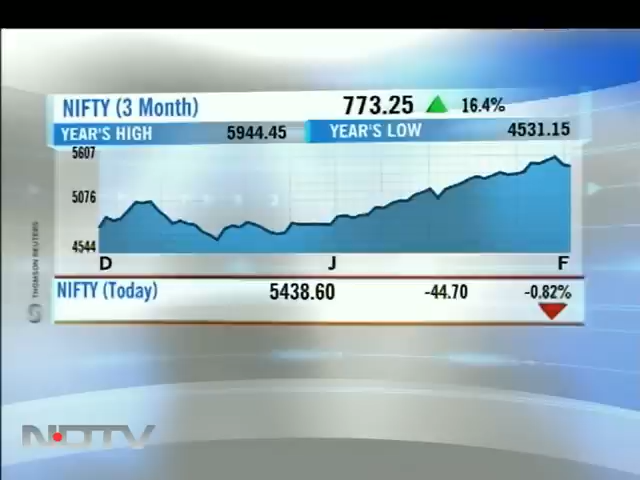 NIFTY (3 Month) 773.25 16.4%
YEAR'S HIGH 5944.45 YEAR'S LOW 4531.15
5607
5076
4544
D J F
NIFTY (Today) 5438.60 -44.70 -0.82%
THOMSON REUTERS
NDTV